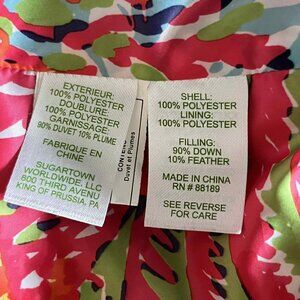 EXTERIEUR:
100% POLYESTER
DOUBLURE:
100% POLYESTER
GARNISSAGE:
90% DUVET 10% PLUME
FABRIQUE EN
CHINE
SUGARTOWN
WORLDWIDE, LLC
800 THIRD AVENU
KING OF PRUSSIA, PA
Duvet et Plumes
SHELL:
100% POLYESTER
LINING:
100% POLYESTER
FILLING:
90% DOWN
10% FEATHER
MADE IN CHINA
RN # 88189
SEE REVERSE
FOR CARE